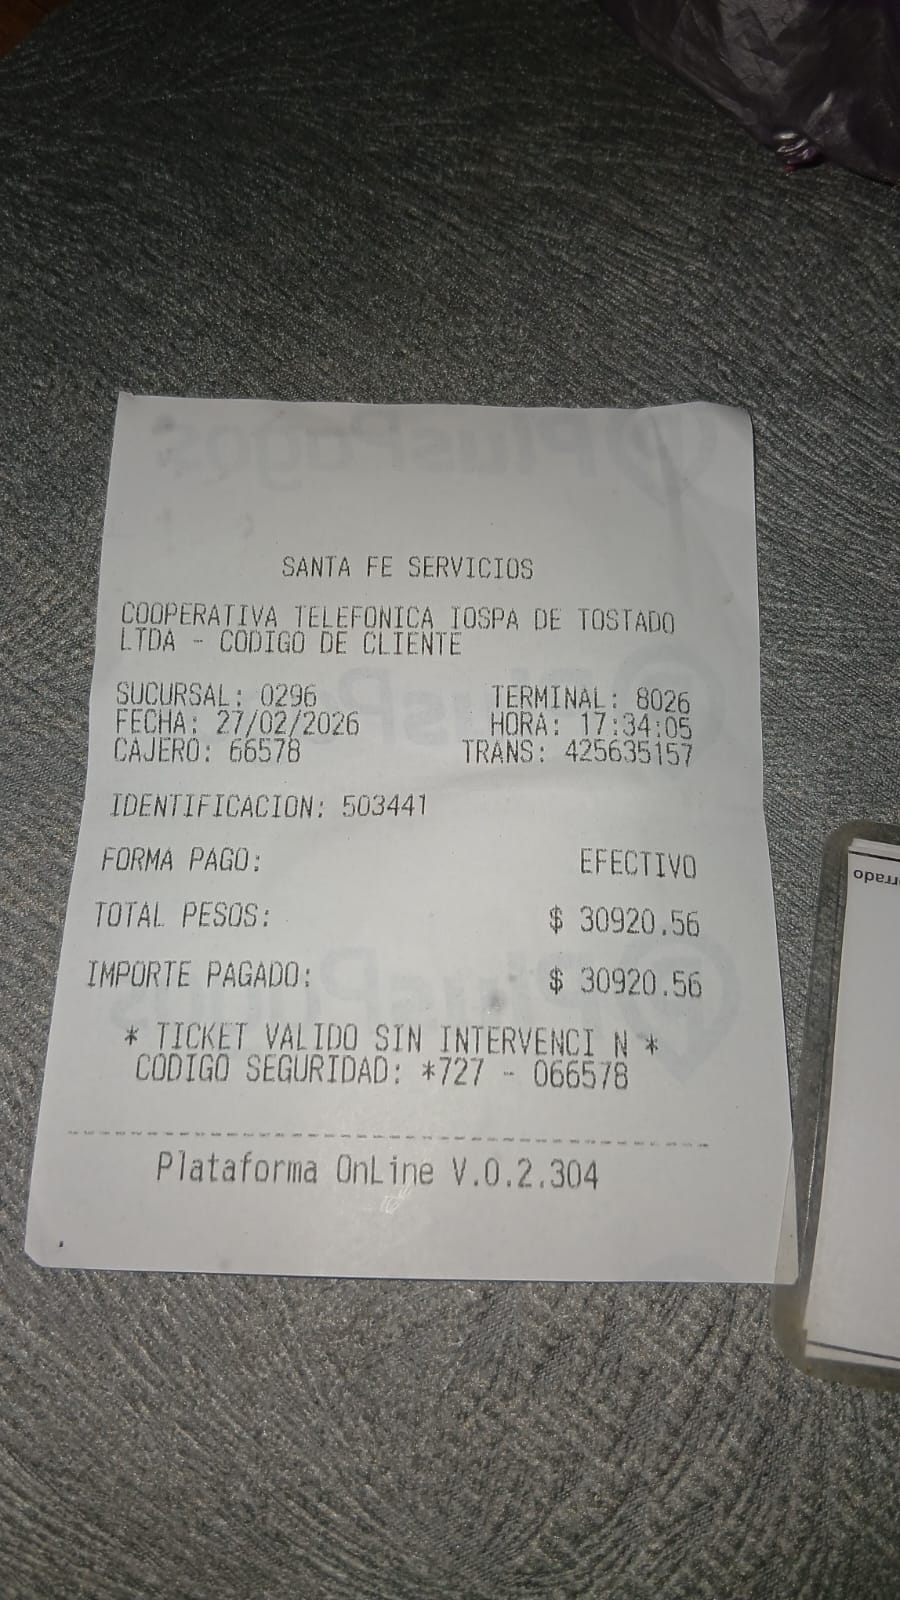 SANTA FE SERVICIOS
COOPERATIVA TELEFONICA IOSPA DE TOSTADO
LTDA - CODIGO DE CLIENTE
SUCURSAL: 0296 TERMINAL: 8026
FECHA: 27/02/2026 HORA: 17:34:05
CAJERO: 66578 TRANS: 425635157
IDENTIFICACION: 503441
FORMA PAGO: EFECTIVO
TOTAL PESOS: $ 30920.56
IMPORTE PAGADO: $ 30920.56
* TICKET VALIDO SIN INTERVENCI N *
CODIGO SEGURIDAD: *727 - 066578
Plataforma OnLine V.0.2.304
PlusPagos